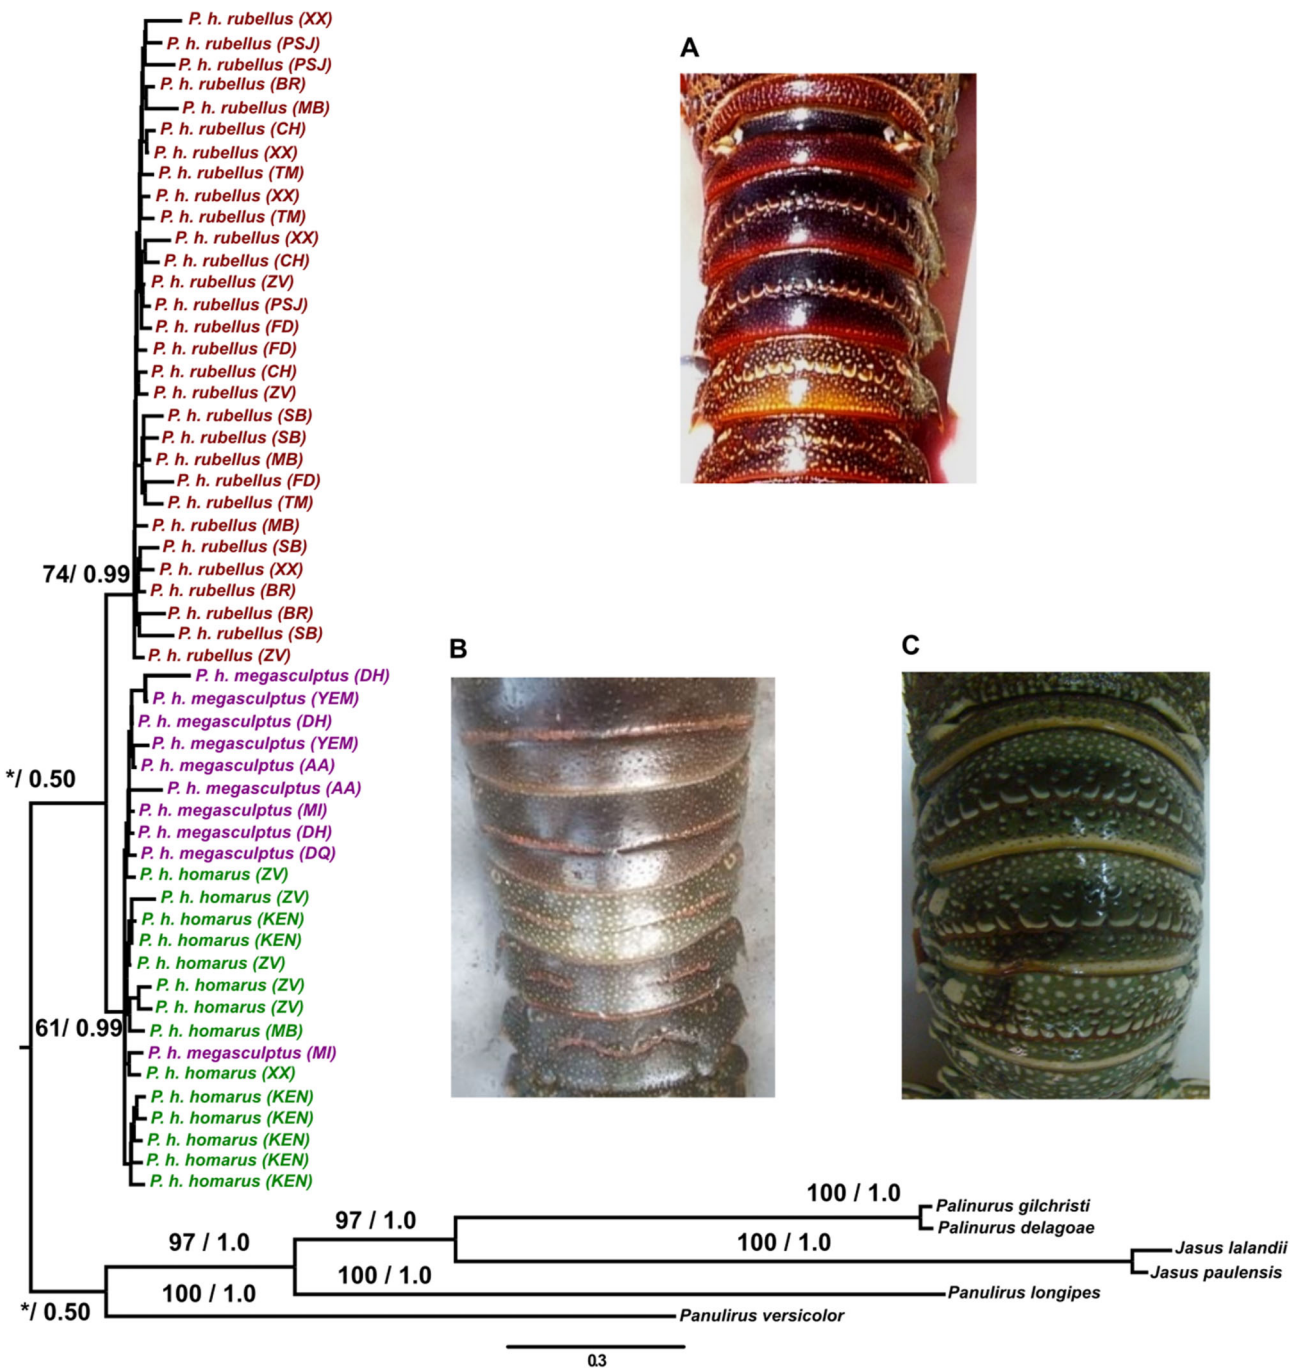 P. h. rubellus (XX)
P. h. rubellus (PSJ)
P. h. rubellus (PSJ)
P. h. rubellus (BR)
P. h. rubellus (MB)
P. h. rubellus (CH)
P. h. rubellus (XX)
P. h. rubellus (TM)
P. h. rubellus (XX)
P. h. rubellus (TM)
P. h. rubellus (XX)
P. h. rubellus (CH)
P. h. rubellus (ZV)
P. h. rubellus (PSJ)
P. h. rubellus (FD)
P. h. rubellus (FD)
P. h. rubellus (CH)
P. h. rubellus (ZV)
P. h. rubellus (SB)
P. h. rubellus (SB)
P. h. rubellus (MB)
P. h. rubellus (FD)
P. h. rubellus (TM)
P. h. rubellus (MB)
P. h. rubellus (SB)
P. h. rubellus (XX)
74/ 0.99
P. h. rubellus (BR)
P. h. rubellus (BR)
P. h. rubellus (SB)
P. h. rubellus (ZV)
P. h. megasculptus (DH)
P. h. megasculptus (YEM)
P. h. megasculptus (DH)
P. h. megasculptus (YEM)
P. h. megasculptus (AA)
*/ 0.50
P. h. megasculptus (AA)
P. h. megasculptus (MI)
P. h. megasculptus (DH)
P. h. megasculptus (DQ)
P. h. homarus (ZV)
P. h. homarus (ZV)
P. h. homarus (KEN)
P. h. homarus (KEN)
P. h. homarus (ZV)
P. h. homarus (ZV)
P. h. homarus (ZV)
61/ 0.99
P. h. homarus (MB)
P. h. megasculptus (MI)
P. h. homarus (XX)
P. h. homarus (KEN)
P. h. homarus (KEN)
P. h. homarus (KEN)
P. h. homarus (KEN)
P. h. homarus (KEN)
A
B
C
100 / 1.0
Palinurus gilchristi
97 / 1.0
Palinurus delagoae
97 / 1.0
100 / 1.0
Jasus lalandii
Jasus paulensis
100 / 1.0
100 / 1.0
Panulirus longipes
*/ 0.50
Panulirus versicolor
0.3